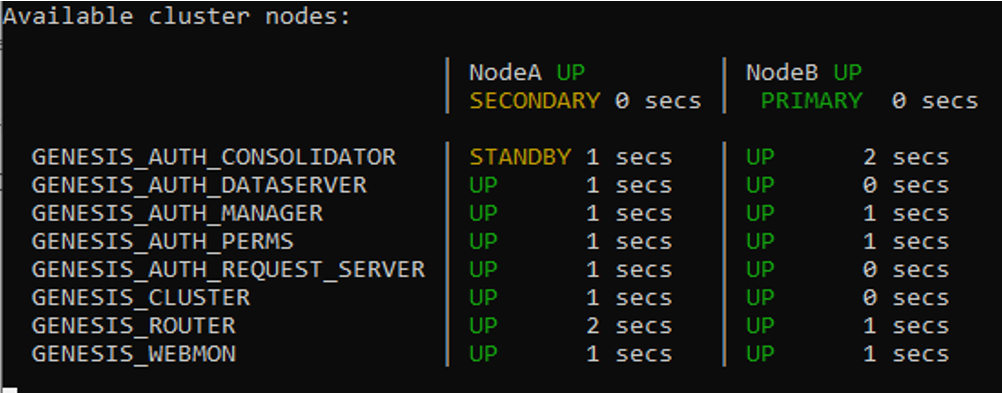 Available cluster nodes:
NodeA UP NodeB UP
SECONDARY 0 secs PRIMARY 0 secs
GENESIS_AUTH_CONSOLIDATOR STANDBY 1 secs UP 2 secs
GENESIS_AUTH_DATASERVER UP 1 secs UP 0 secs
GENESIS_AUTH_MANAGER UP 1 secs UP 1 secs
GENESIS_AUTH_PERMS UP 1 secs UP 1 secs
GENESIS_AUTH_REQUEST_SERVER UP 1 secs UP 0 secs
GENESIS_CLUSTER UP 1 secs UP 0 secs
GENESIS_ROUTER UP 2 secs UP 1 secs
GENESIS_WEBMON UP 1 secs UP 1 secs